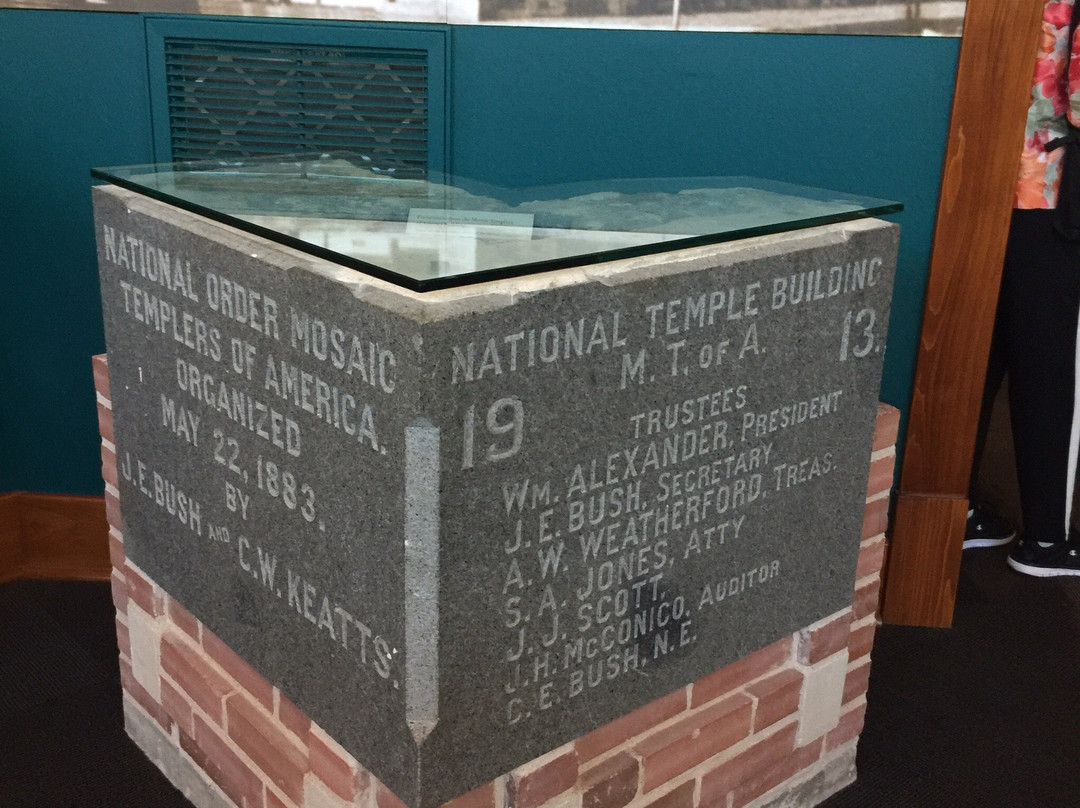 NATIONAL ORDER MOSAIC
TEMPLERS OF AMERICA.
ORGANIZED
MAY 22, 1883.
BY
J.E. BUSH AND C.W. KEATTS.
NATIONAL TEMPLE BUILDING
M. T. OF A.
19 13.
TRUSTEES
WM. ALEXANDER, PRESIDENT
J. E. BUSH, SECRETARY
A. W. WEATHERFORD, TREAS.
S. A. JONES, ATTY
J. J. SCOTT,
J. H. MCCONICO, AUDITOR
C. E. BUSH, N. E.